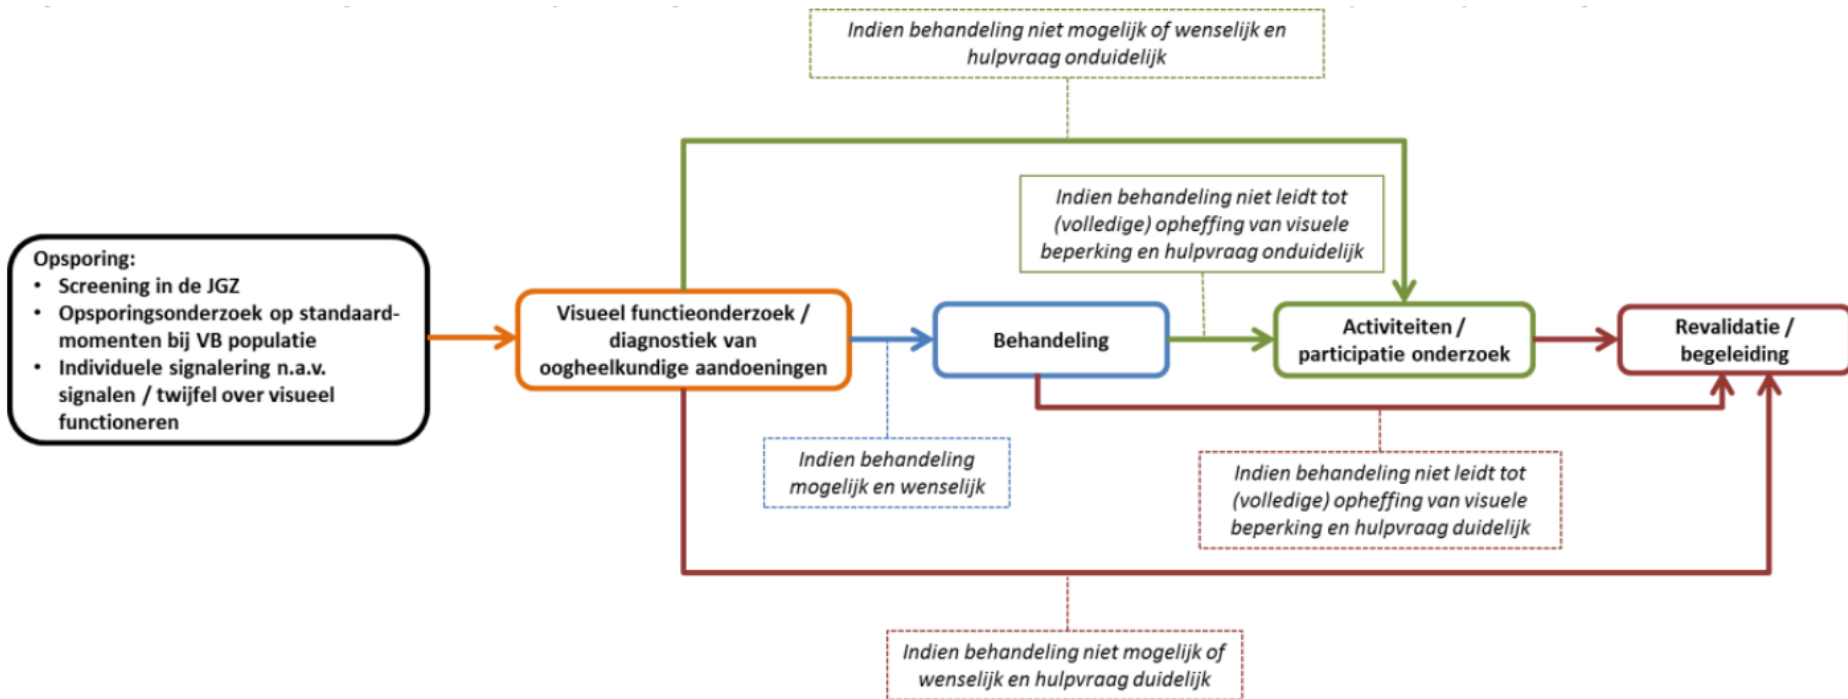 Indien behandeling niet mogelijk of wenselijk en
hulpvraag onduidelijk
Indien behandeling niet leidt tot
(volledige) opheffing van visuele
beperking en hulpvraag onduidelijk
Opsporing:
• Screening in de JGZ
• Opsporingsonderzoek op standaard-
momenten bij VB populatie
• Individuele signalering n.a.v.
signalen / twijfel over visueel
functioneren
Visueel functieonderzoek /
diagnostiek van
oogheelkundige aandoeningen
Behandeling
Activiteiten /
participatie onderzoek
Revalidatie /
begeleiding
Indien behandeling
mogelijk en wenselijk
Indien behandeling niet leidt tot
(volledige) opheffing van visuele
beperking en hulpvraag duidelijk
Indien behandeling niet mogelijk of
wenselijk en hulpvraag duidelijk